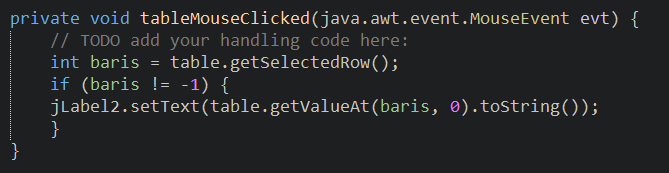 private void tableMouseClicked(java.awt.event.MouseEvent evt) {
// TODO add your handling code here:
int baris = table.getSelectedRow();
if (baris != -1) {
jLabel2.setText(table.getValueAt(baris, 0).toString());
}
}